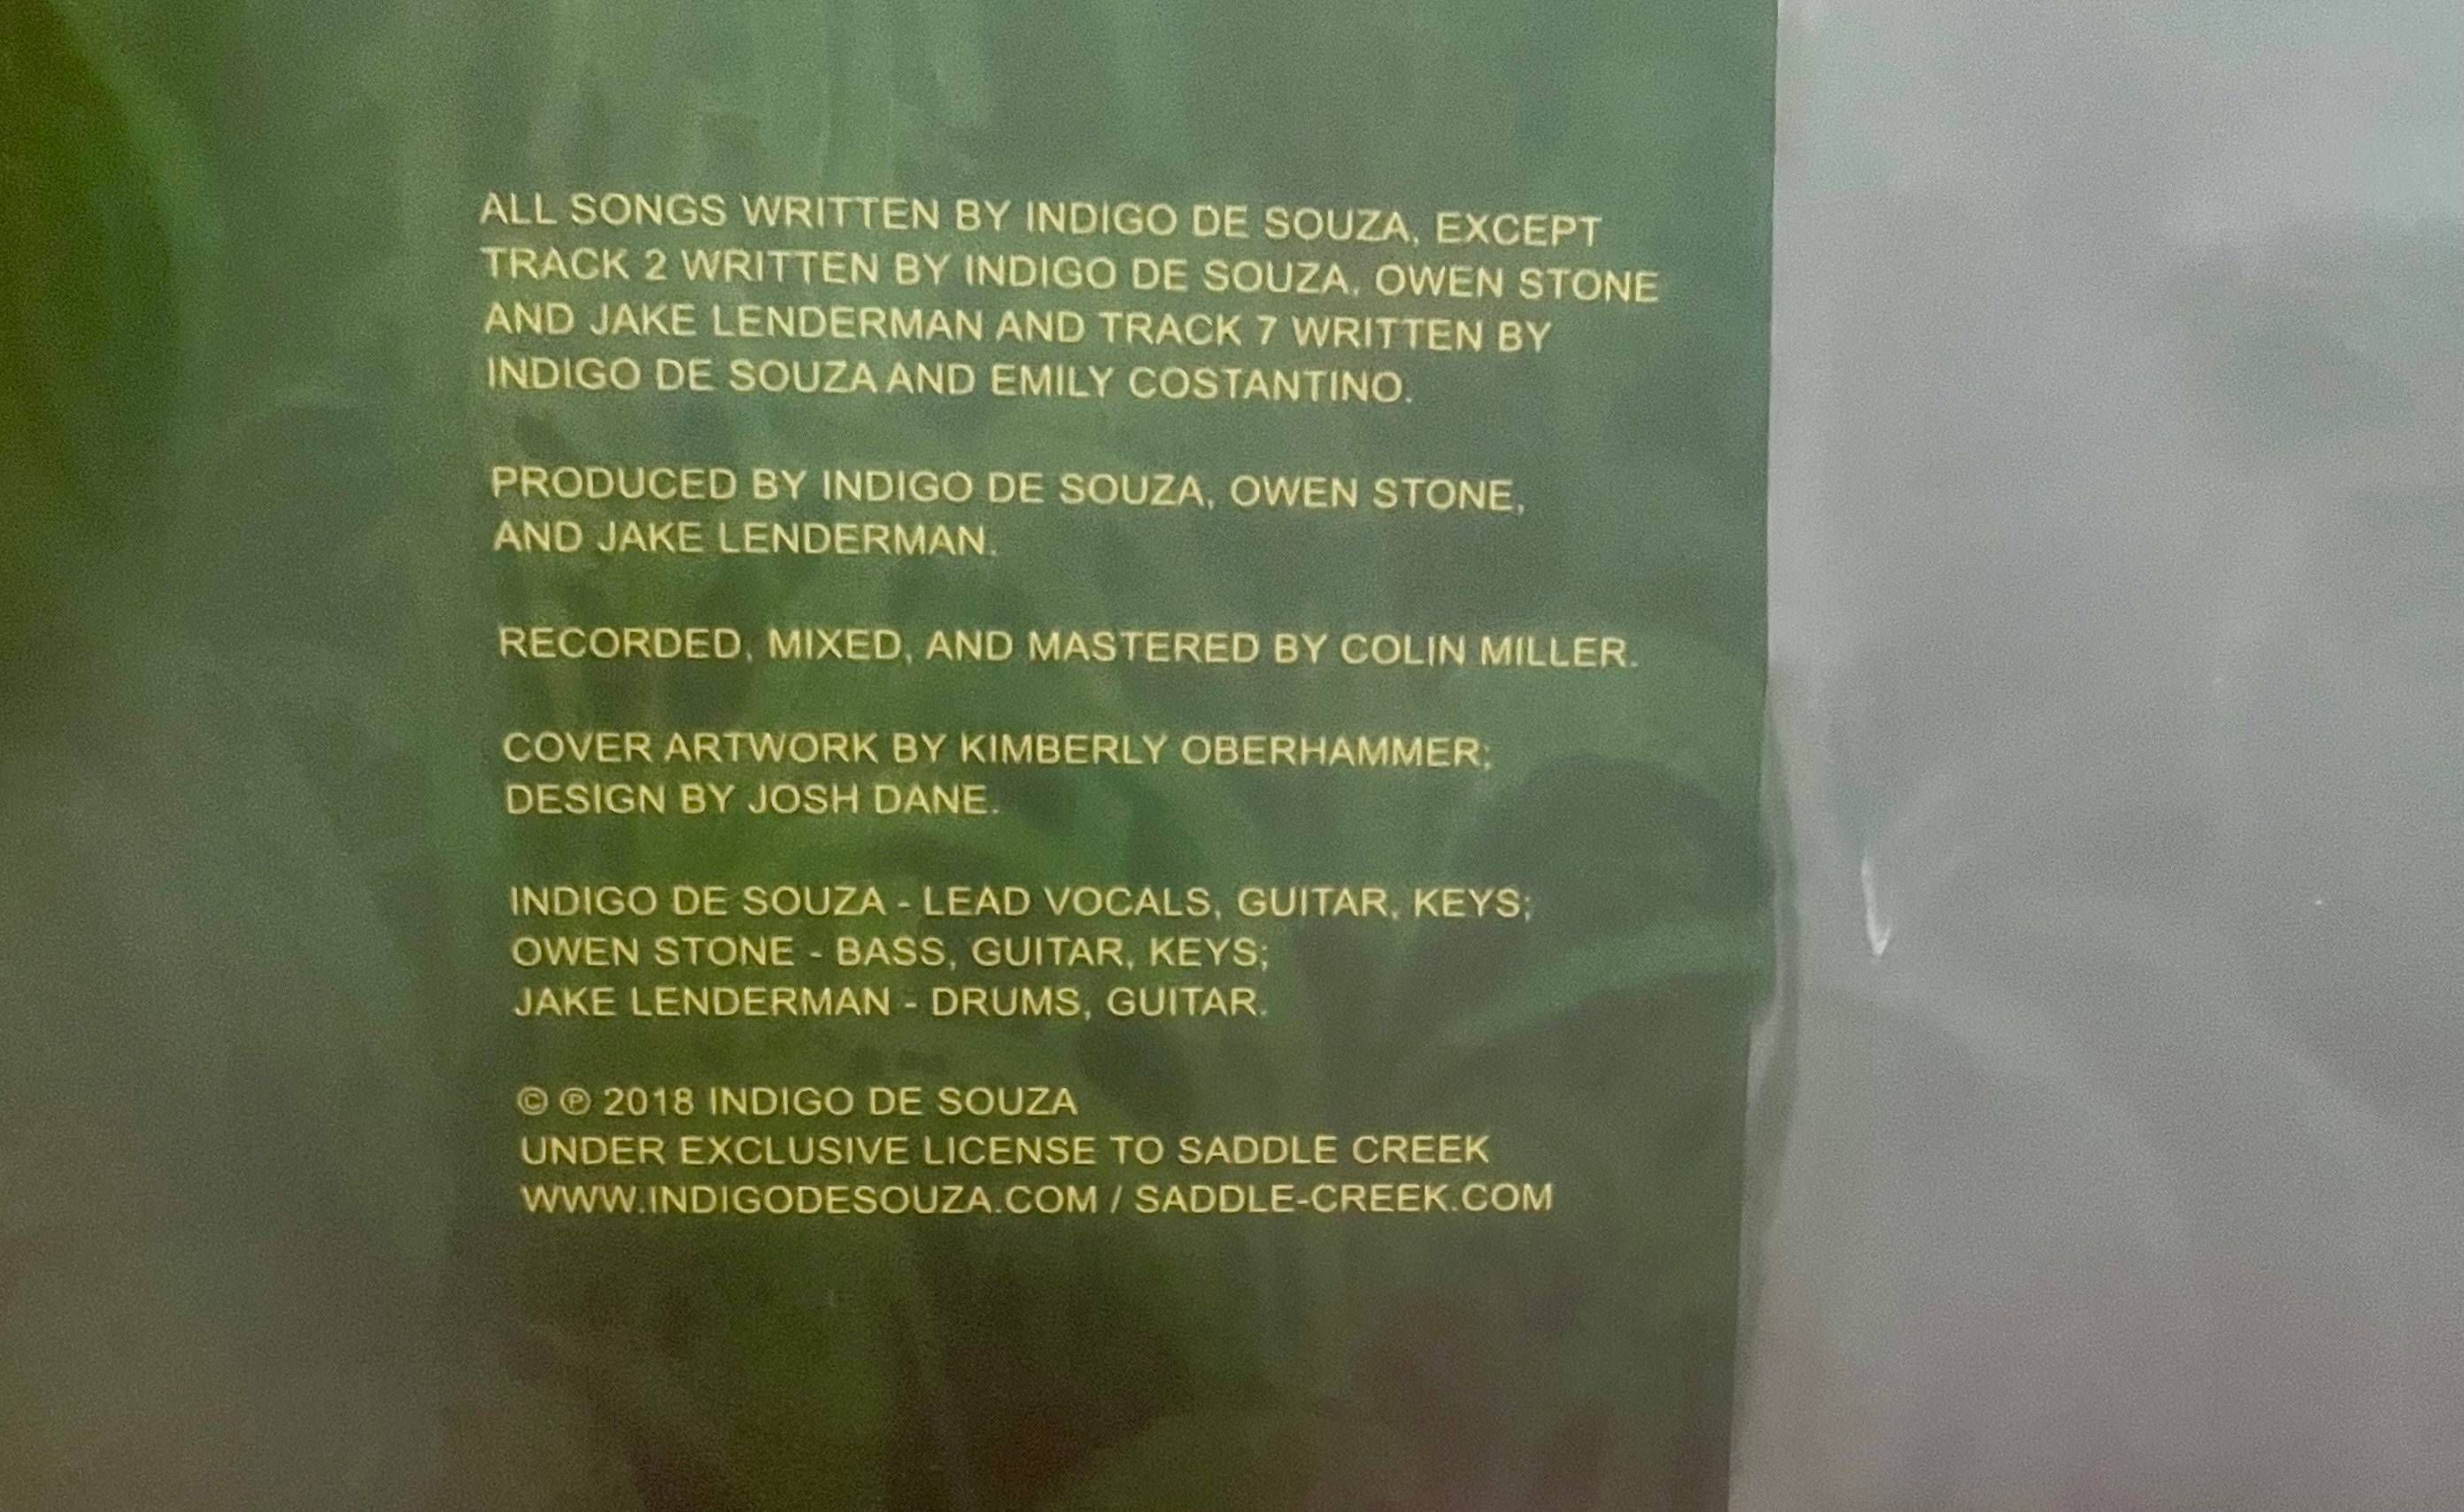 ALL SONGS WRITTEN BY INDIGO DE SOUZA, EXCEPT
TRACK 2 WRITTEN BY INDIGO DE SOUZA, OWEN STONE
AND JAKE LENDERMAN AND TRACK 7 WRITTEN BY
INDIGO DE SOUZA AND EMILY COSTANTINO.
PRODUCED BY INDIGO DE SOUZA, OWEN STONE,
AND JAKE LENDERMAN.
RECORDED, MIXED, AND MASTERED BY COLIN MILLER.
COVER ARTWORK BY KIMBERLY OBERHAMMER;
DESIGN BY JOSH DANE.
INDIGO DE SOUZA - LEAD VOCALS, GUITAR, KEYS;
OWEN STONE - BASS, GUITAR, KEYS;
JAKE LENDERMAN - DRUMS, GUITAR.
© ℗ 2018 INDIGO DE SOUZA
UNDER EXCLUSIVE LICENSE TO SADDLE CREEK
WWW.INDIGODESOUZA.COM / SADDLE-CREEK.COM